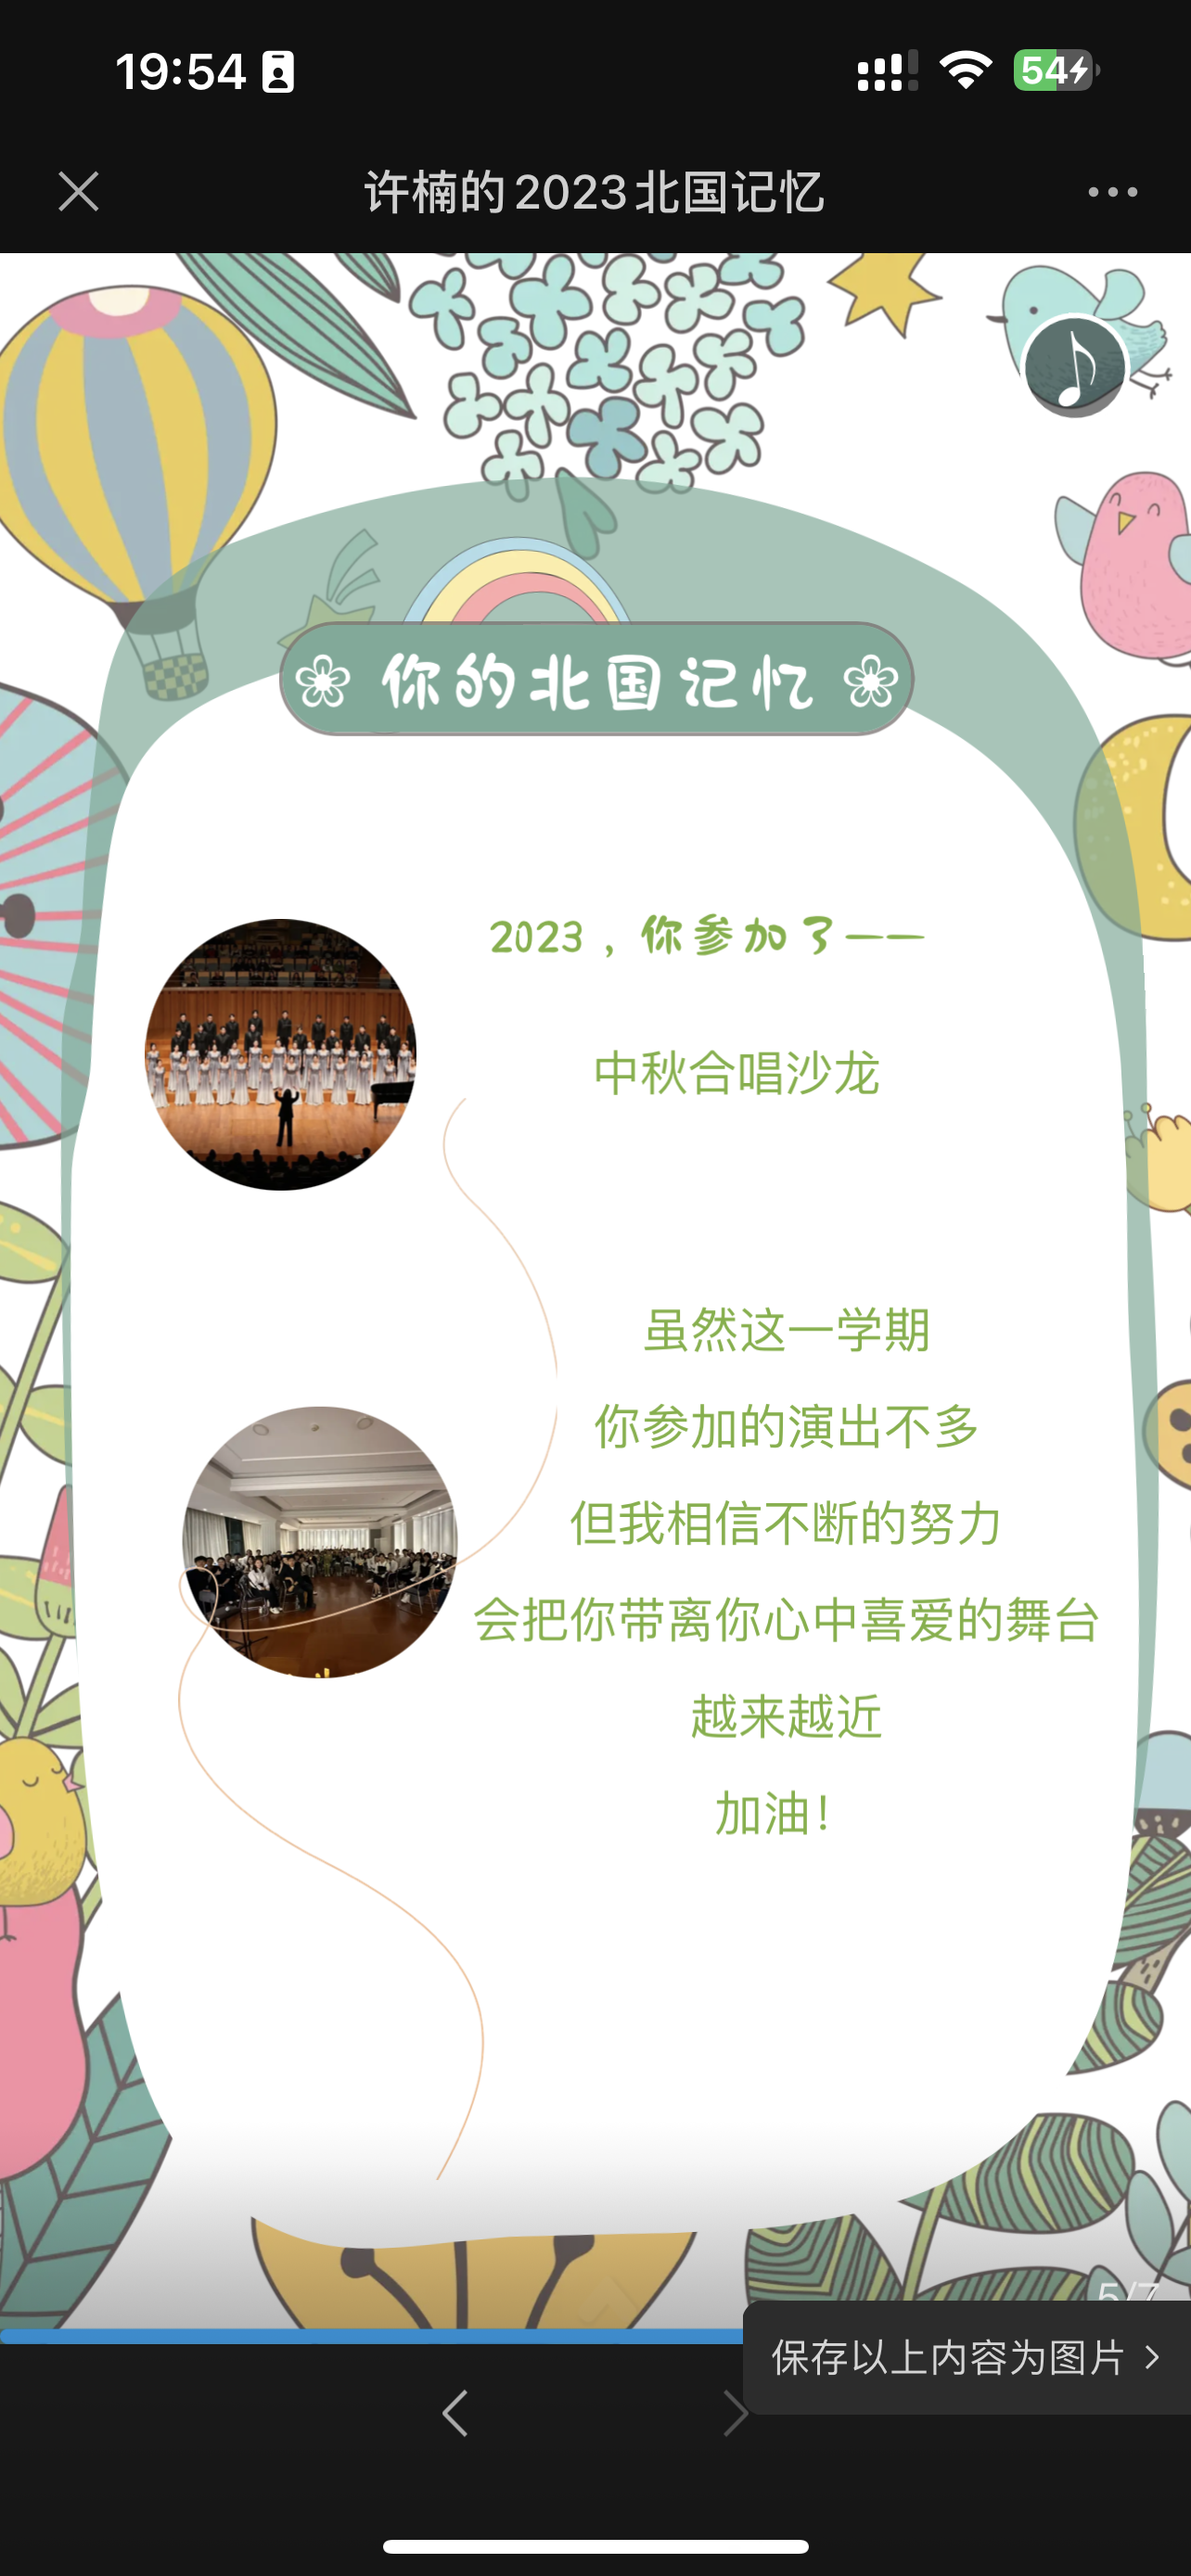 19:54
54
许楠的2023北国记忆
你的北国记忆
2023，你参加了——
中秋合唱沙龙
虽然这一学期
你参加的演出不多
但我相信不断的努力
会把你带离你心中喜爱的舞台
越来越近
加油！
5/7
保存以上内容为图片